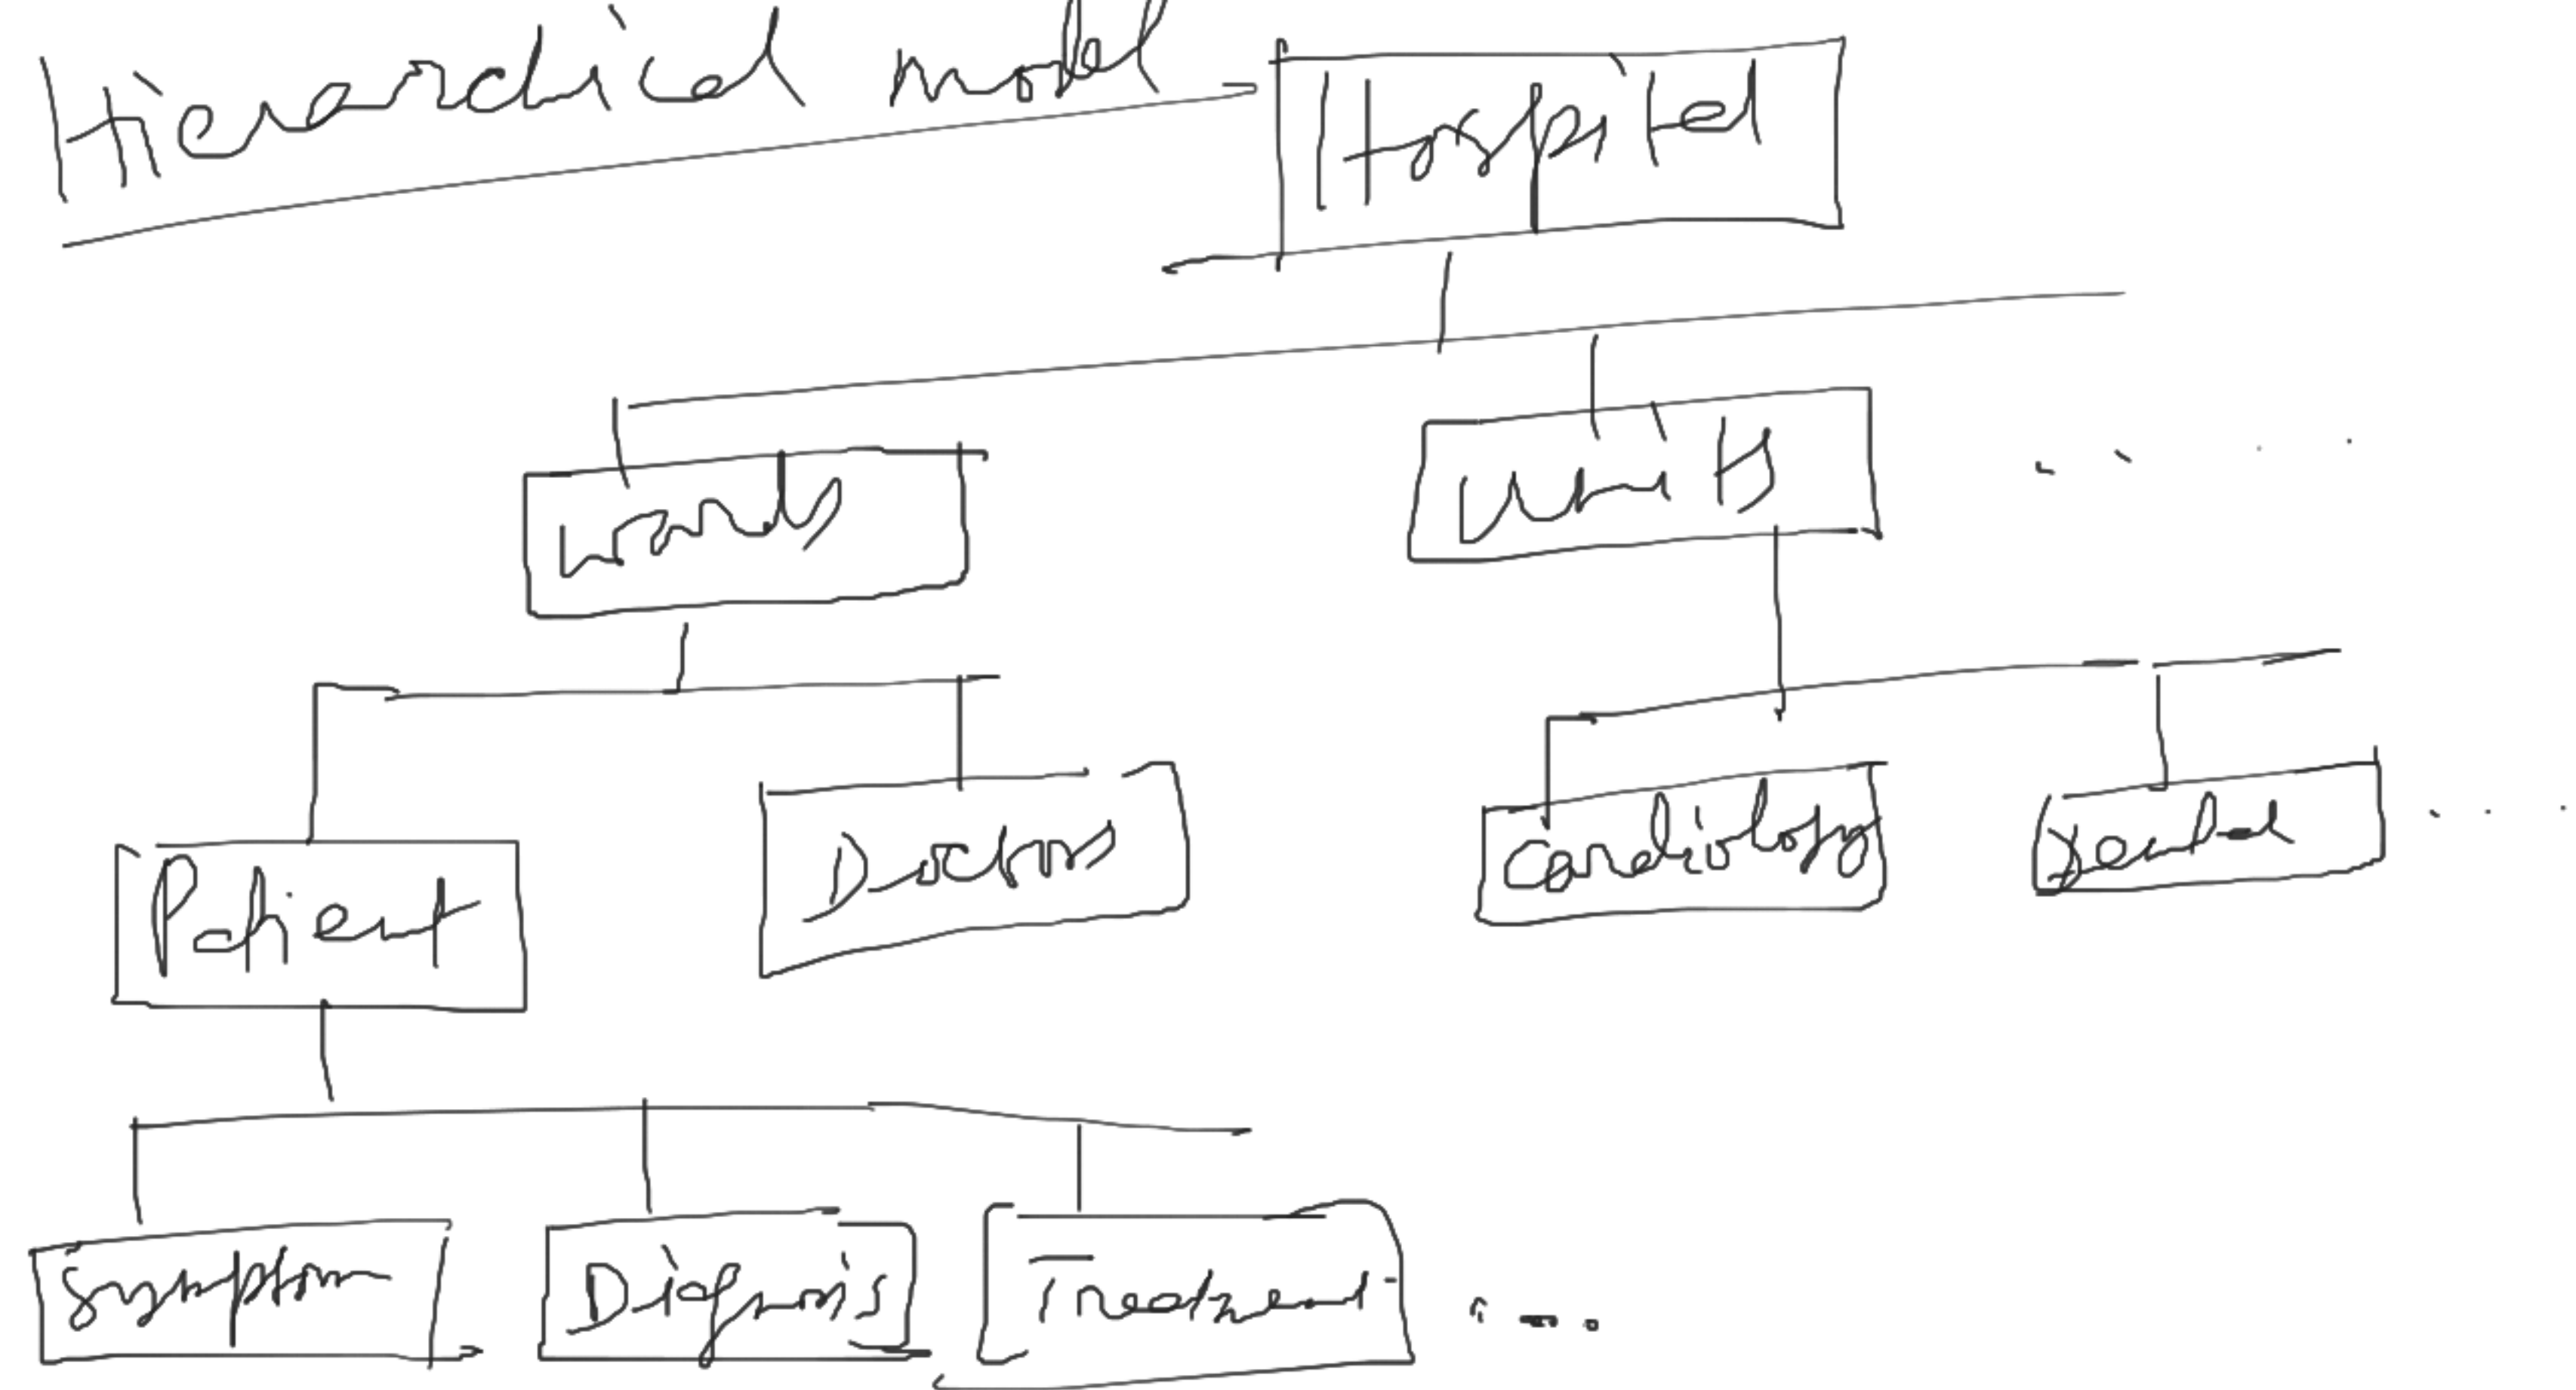 Hierarchical model
Hospital
wards
Units
Patient
Doctors
Cardiology
Dental
Symptom
Diagnosis
Treatment